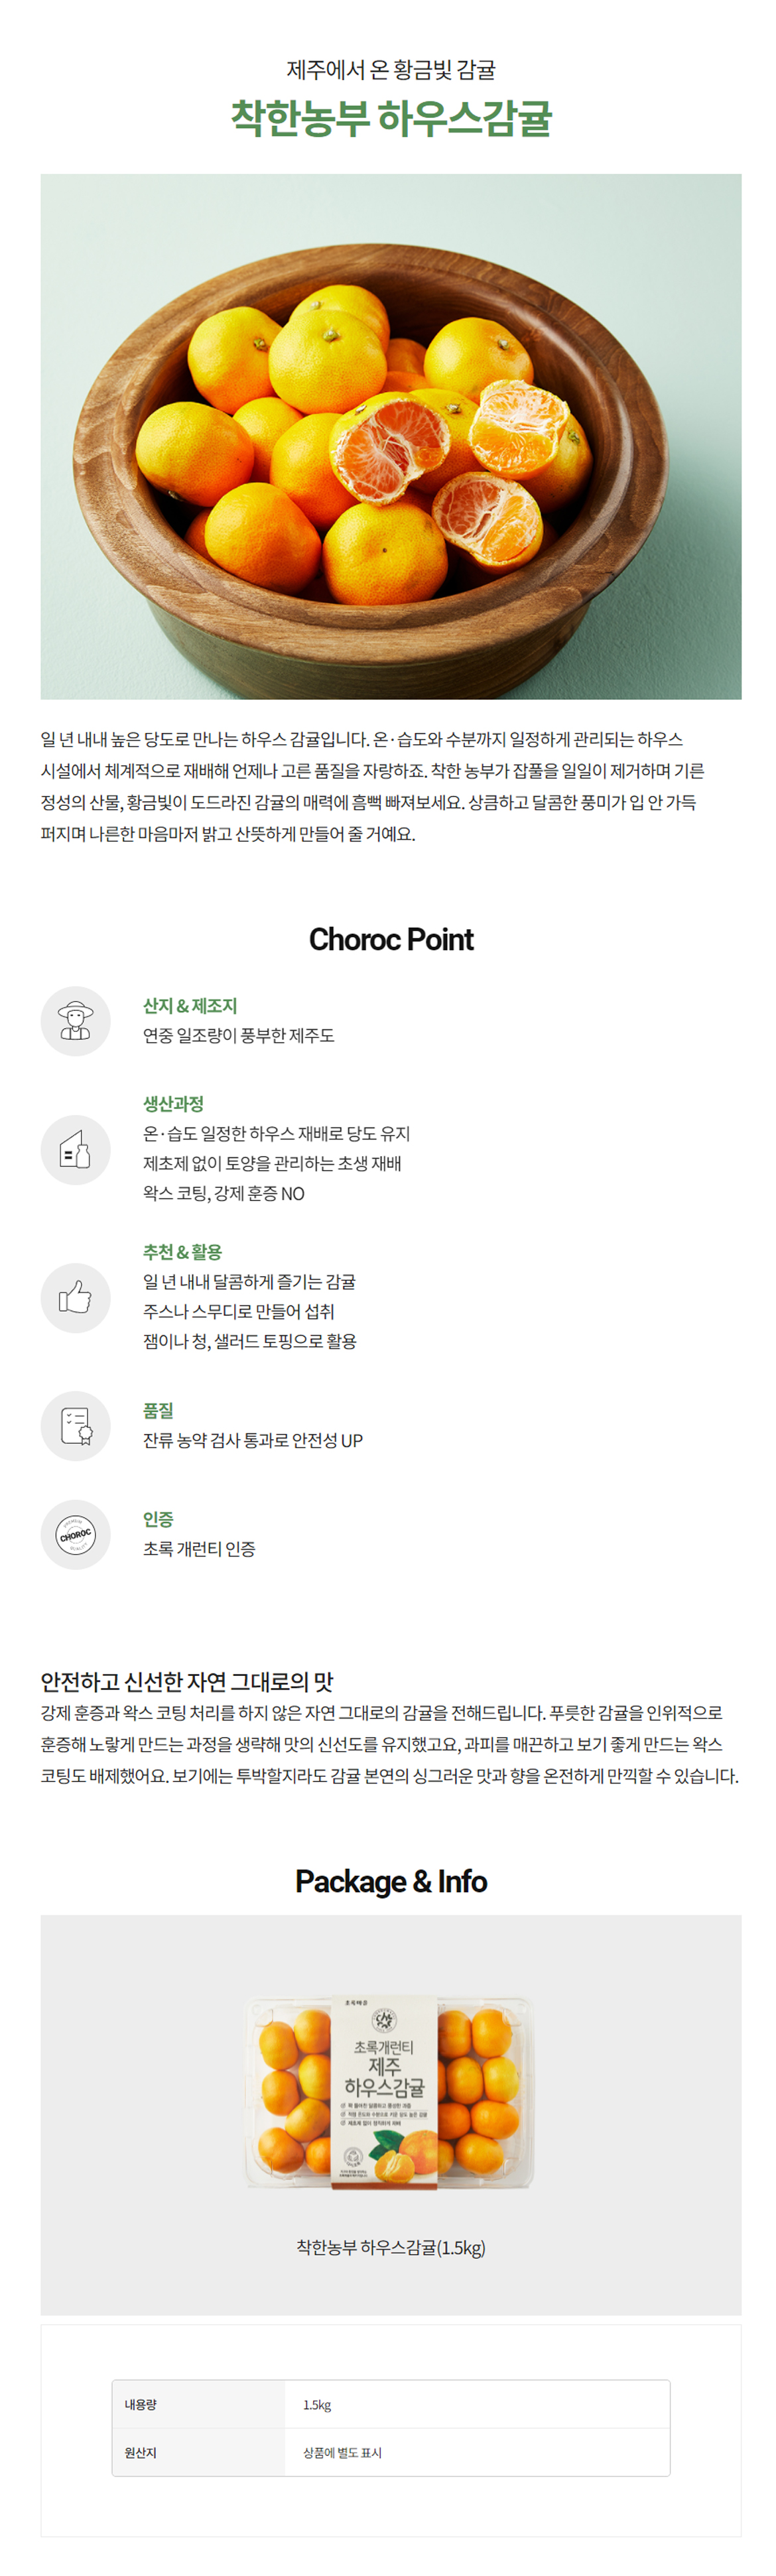 제주에서 온 황금빛 감귤
착한농부 하우스감귤
일 년 내내 높은 당도로 만나는 하우스 감귤입니다. 온·습도와 수분까지 일정하게 관리되는 하우스
시설에서 체계적으로 재배해 언제나 고른 품질을 자랑하죠. 착한 농부가 잡풀을 일일이 제거하며 기른
정성의 산물, 황금빛이 도드라진 감귤의 매력에 흠뻑 빠져보세요. 상큼하고 달콤한 풍미가 입 안 가득
퍼지며 나른한 마음마저 밝고 산뜻하게 만들어 줄 거예요.
Choroc Point
산지 & 제조지
연중 일조량이 풍부한 제주도
생산과정
온·습도 일정한 하우스 재배로 당도 유지
제초제 없이 토양을 관리하는 초생 재배
왁스 코팅, 강제 훈증 NO
추천 & 활용
일 년 내내 달콤하게 즐기는 감귤
주스나 스무디로 만들어 섭취
잼이나 청, 샐러드 토핑으로 활용
품질
잔류 농약 검사 통과로 안전성 UP
PREMIUM
CHOROC
QUALITY
인증
초록 개런티 인증
안전하고 신선한 자연 그대로의 맛
강제 훈증과 왁스 코팅 처리를 하지 않은 자연 그대로의 감귤을 전해드립니다. 푸릇한 감귤을 인위적으로
훈증해 노랗게 만드는 과정을 생략해 맛의 신선도를 유지했고요, 과피를 매끈하고 보기 좋게 만드는 왁스
코팅도 배제했어요. 보기에는 투박할지라도 감귤 본연의 싱그러운 맛과 향을 온전하게 만끽할 수 있습니다.
Package & Info
초록마을
초록개런티
제주
하우스감귤
착한농부 하우스감귤(1.5kg)
내용량
1.5kg
원산지
상품에 별도 표시